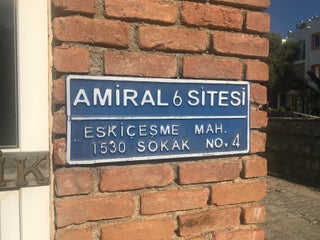 AMİRAL 6 SİTESİ
ESKİÇEŞME MAH.
1530 SOKAK NO. 4